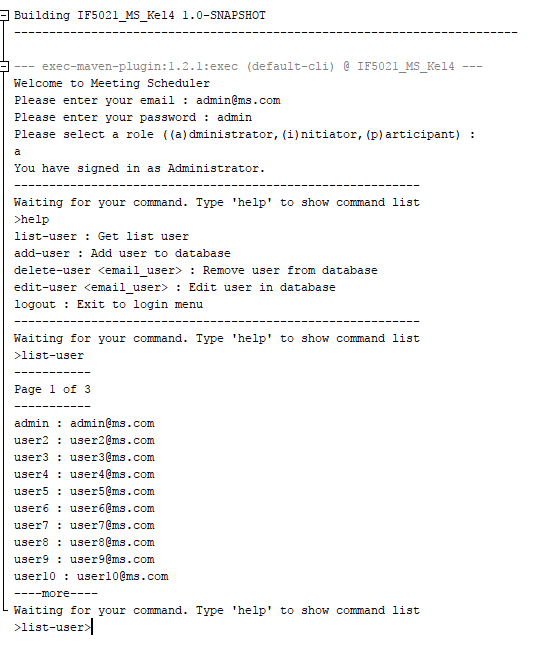 Building IF5021_MS_Kel4 1.0-SNAPSHOT
------------------------------------------------------------------------
--- exec-maven-plugin:1.2.1:exec (default-cli) @ IF5021_MS_Kel4 ---
Welcome to Meeting Scheduler
Please enter your email : admin@ms.com
Please enter your password : admin
Please select a role ((a)dministrator,(i)nitiator,(p)articipant) :
a
You have signed in as Administrator.
----------------------------------------------------------
Waiting for your command. Type 'help' to show command list
>help
list-user : Get list user
add-user : Add user to database
delete-user <email_user> : Remove user from database
edit-user <email_user> : Edit user in database
logout : Exit to login menu
----------------------------------------------------------
Waiting for your command. Type 'help' to show command list
>list-user
-----------
Page 1 of 3
-----------
admin : admin@ms.com
user2 : user2@ms.com
user3 : user3@ms.com
user4 : user4@ms.com
user5 : user5@ms.com
user6 : user6@ms.com
user7 : user7@ms.com
user8 : user8@ms.com
user9 : user9@ms.com
user10 : user10@ms.com
----more----
Waiting for your command. Type 'help' to show command list
>list-user>